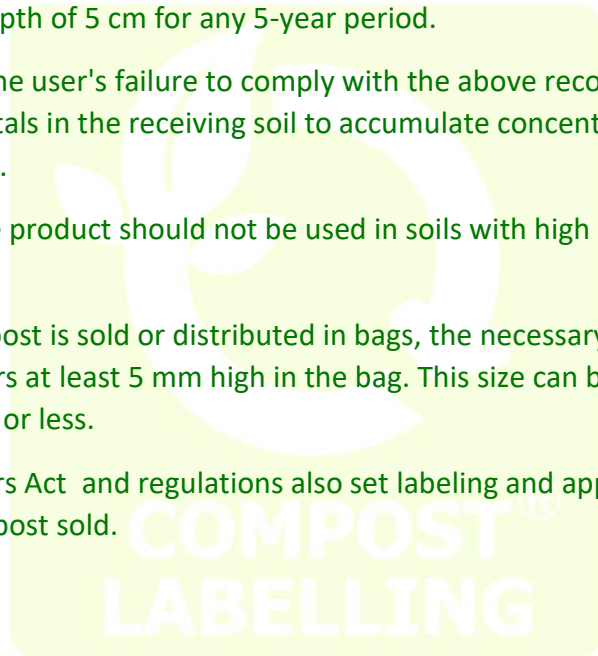 pth of 5 cm for any 5-year period.
ne user's failure to comply with the above reco
tals in the receiving soil to accumulate concent
.
e product should not be used in soils with high
post is sold or distributed in bags, the necessary
rs at least 5 mm high in the bag. This size can b
or less.
rs Act and regulations also set labeling and app
post sold.
COMPOST®
LABELLING